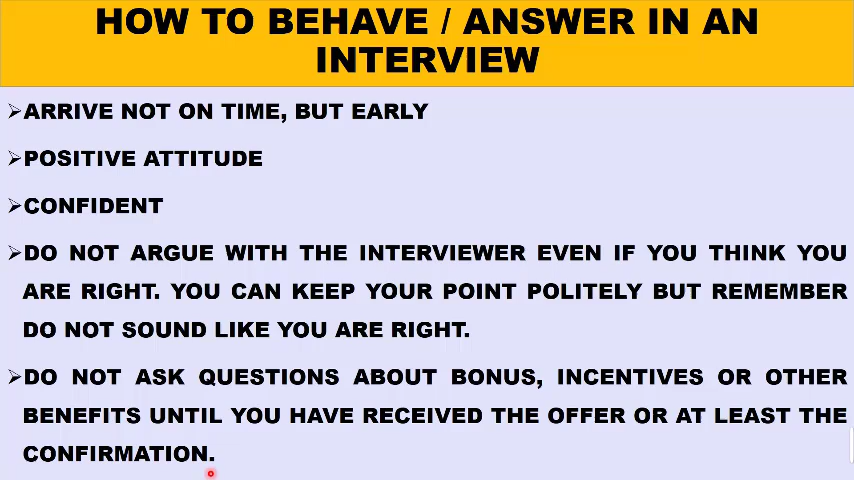 HOW TO BEHAVE / ANSWER IN AN
INTERVIEW
ARRIVE NOT ON TIME, BUT EARLY
POSITIVE ATTITUDE
CONFIDENT
DO NOT ARGUE WITH THE INTERVIEWER EVEN IF YOU THINK YOU
ARE RIGHT. YOU CAN KEEP YOUR POINT POLITELY BUT REMEMBER
DO NOT SOUND LIKE YOU ARE RIGHT.
DO NOT ASK QUESTIONS ABOUT BONUS, INCENTIVES OR OTHER
BENEFITS UNTIL YOU HAVE RECEIVED THE OFFER OR AT LEAST THE
CONFIRMATION.